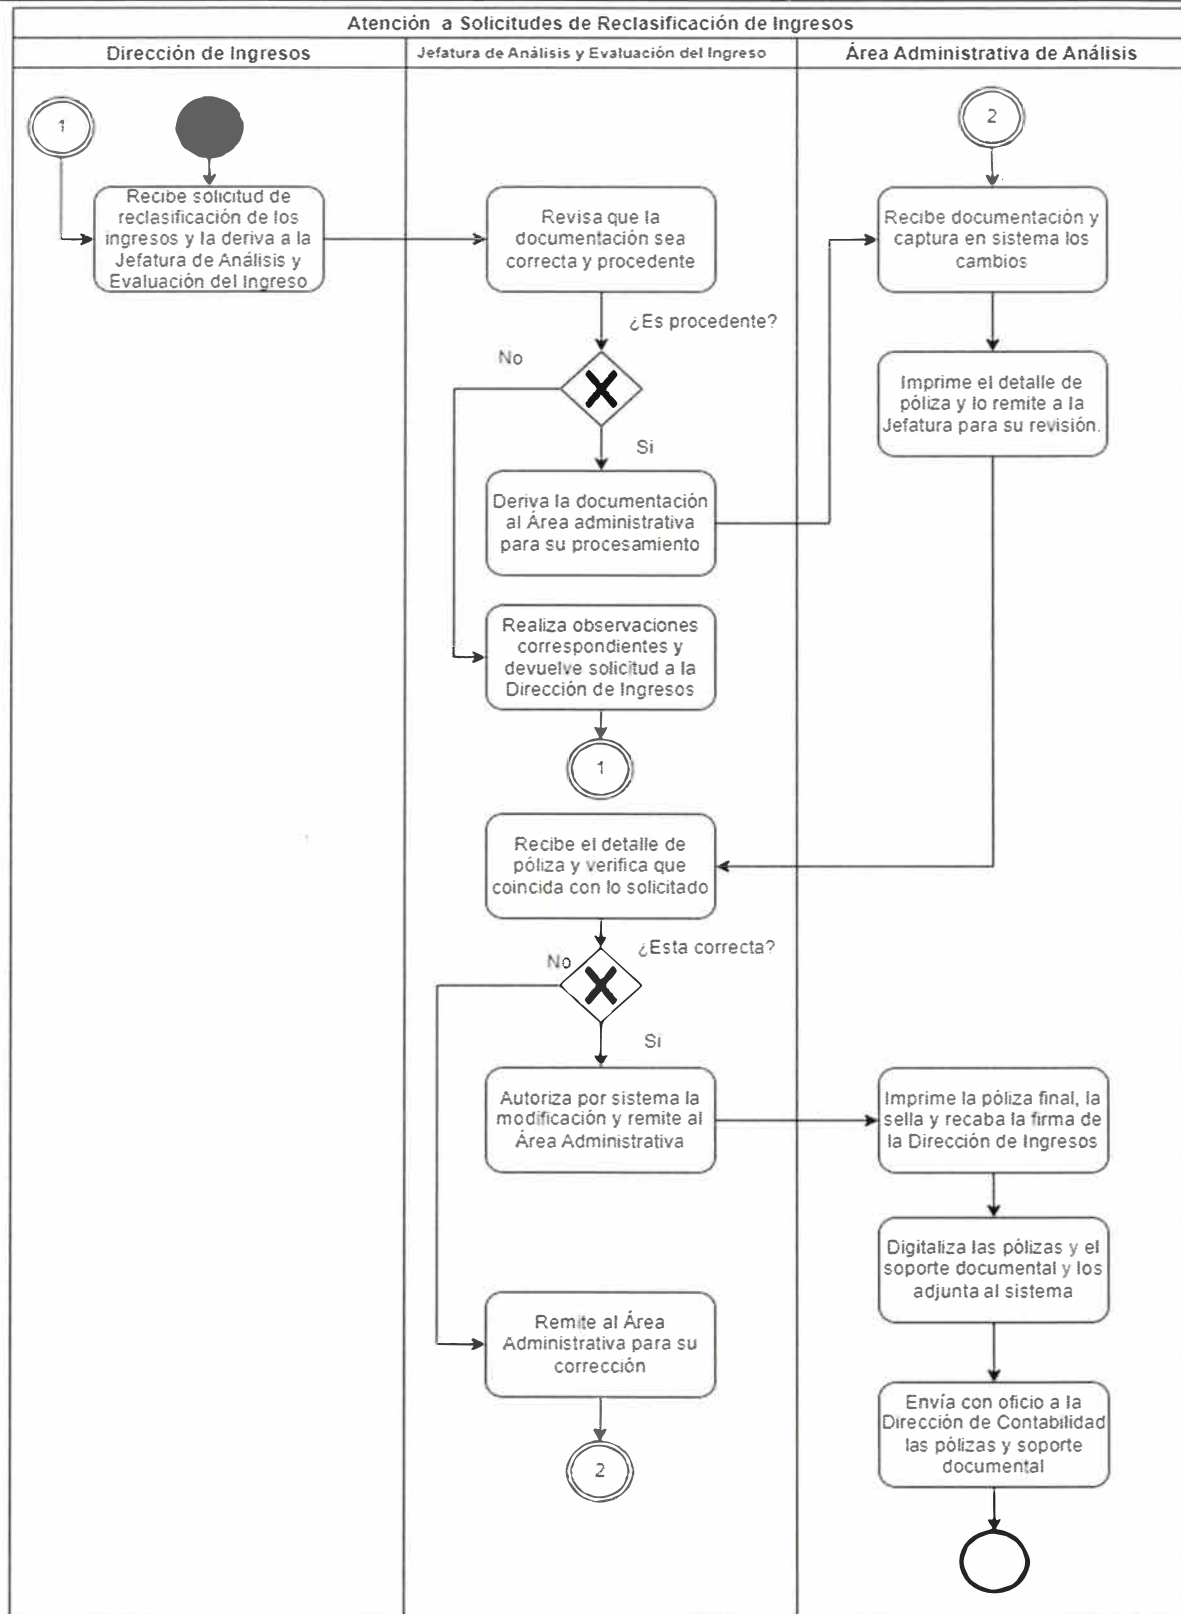 Atención a Solicitudes de Reclasificación de Ingresos
Dirección de Ingresos
Jefatura de Análisis y Evaluación del Ingreso
Área Administrativa de Análisis
1
2
Recibe solicitud de
reclasificación de los
ingresos y la deriva a la
Jefatura de Análisis y
Evaluación del Ingreso
Revisa que la
documentación sea
correcta y procedente
Recibe documentación y
captura en sistema los
cambios
¿Es procedente?
No
Si
Imprime el detalle de
póliza y lo remite a la
Jefatura para su revisión.
Deriva la documentación
al Área administrativa
para su procesamiento
Realiza observaciones
correspondientes y
devuelve solicitud a la
Dirección de Ingresos
1
Recibe el detalle de
póliza y verifica que
coincida con lo solicitado
¿Esta correcta?
No
Si
Autoriza por sistema la
modificación y remite al
Área Administrativa
Imprime la póliza final, la
sella y recaba la firma de
la Dirección de Ingresos
Digitaliza las pólizas y el
soporte documental y los
adjunta al sistema
Remite al Área
Administrativa para su
corrección
Envía con oficio a la
Dirección de Contabilidad
las pólizas y soporte
documental
2